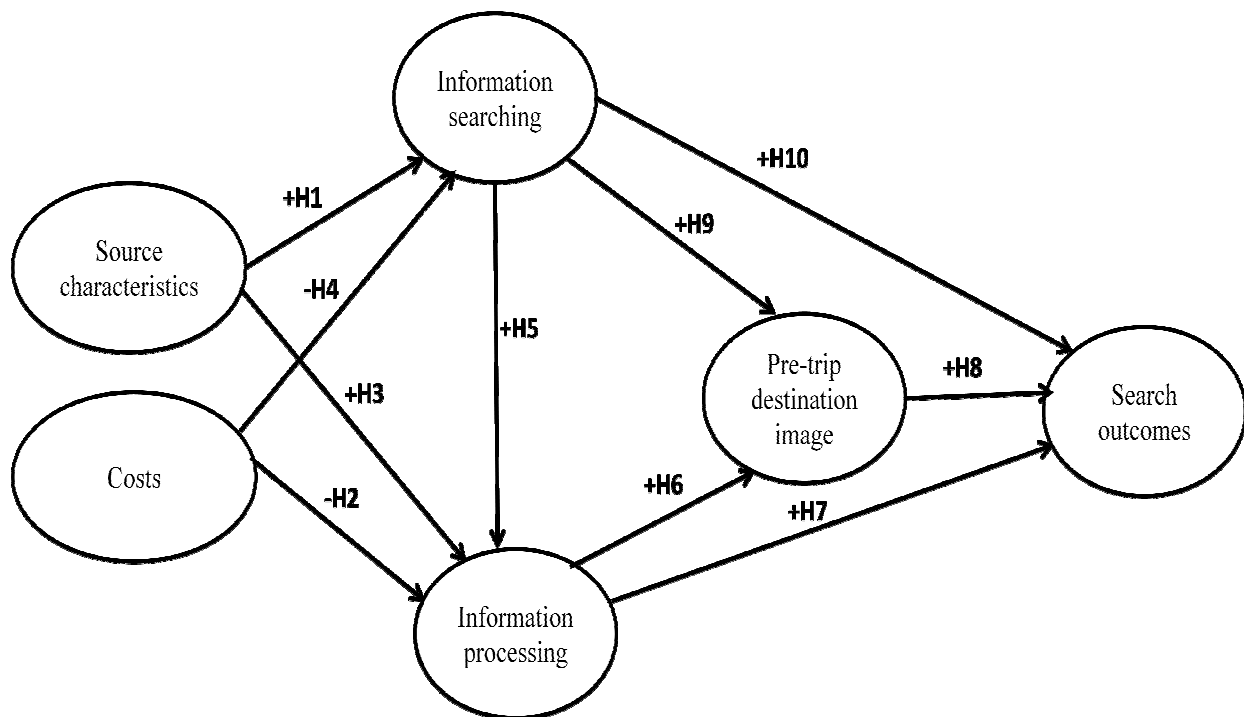 Information
searching
+H10
+H1
+H9
Source
characteristics
-H4
+H5
Pre-trip
destination
image
+H8
Search
outcomes
+H3
Costs
-H2
+H6
+H7
Information
processing